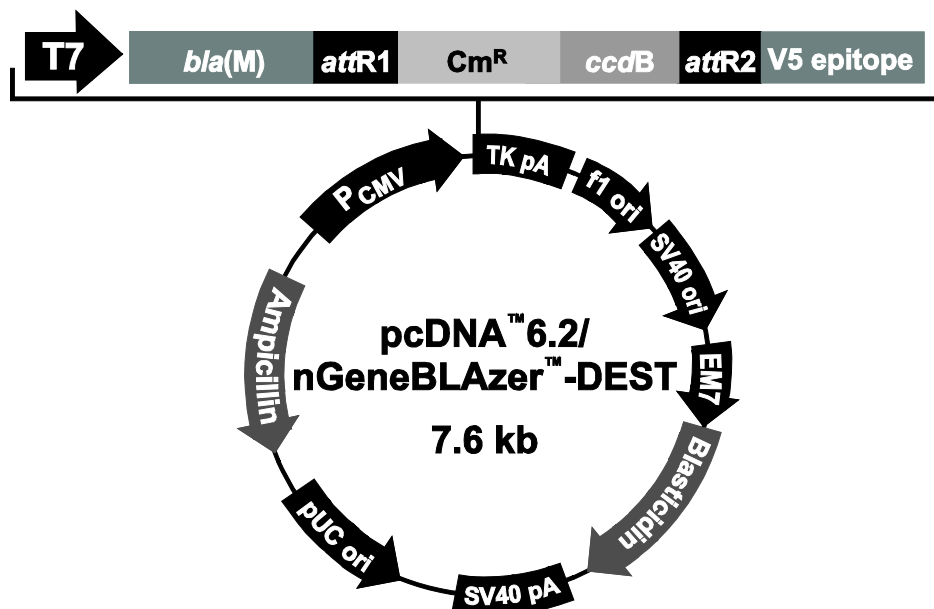 T7 bla(M) attR1 CmR ccdB attR2 V5 epitope
PCMV
TK pA
f1 ori
SV40 ori
EM7
Blasticidin
SV40 pA
pUC ori
Ampicillin
pcDNA™6.2/
nGeneBLAzer™-DEST
7.6 kb